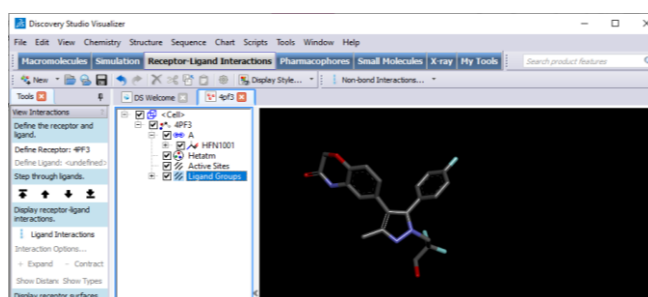 Discovery Studio Visualizer
File Edit View Chemistry Structure Sequence Chart Scripts Tools Window Help
Macromolecules Simulation Receptor-Ligand Interactions Pharmacophores Small Molecules X-ray My Tools Search product features
New Display Style... Non-bond Interactions...
Tools
DS Welcome 4pf3
View Interactions
Define the receptor and
ligand.
Define Receptor: 4PF3
Define Ligand: <undefined>
Step through ligands.
Display receptor-ligand
interactions.
Ligand Interactions
Interaction Options...
+ Expand - Contract
Show Distan Show Types
Display receptor surfaces
<Cell>
4PF3
A
HFN1001
Hetatm
Active Sites
Ligand Groups